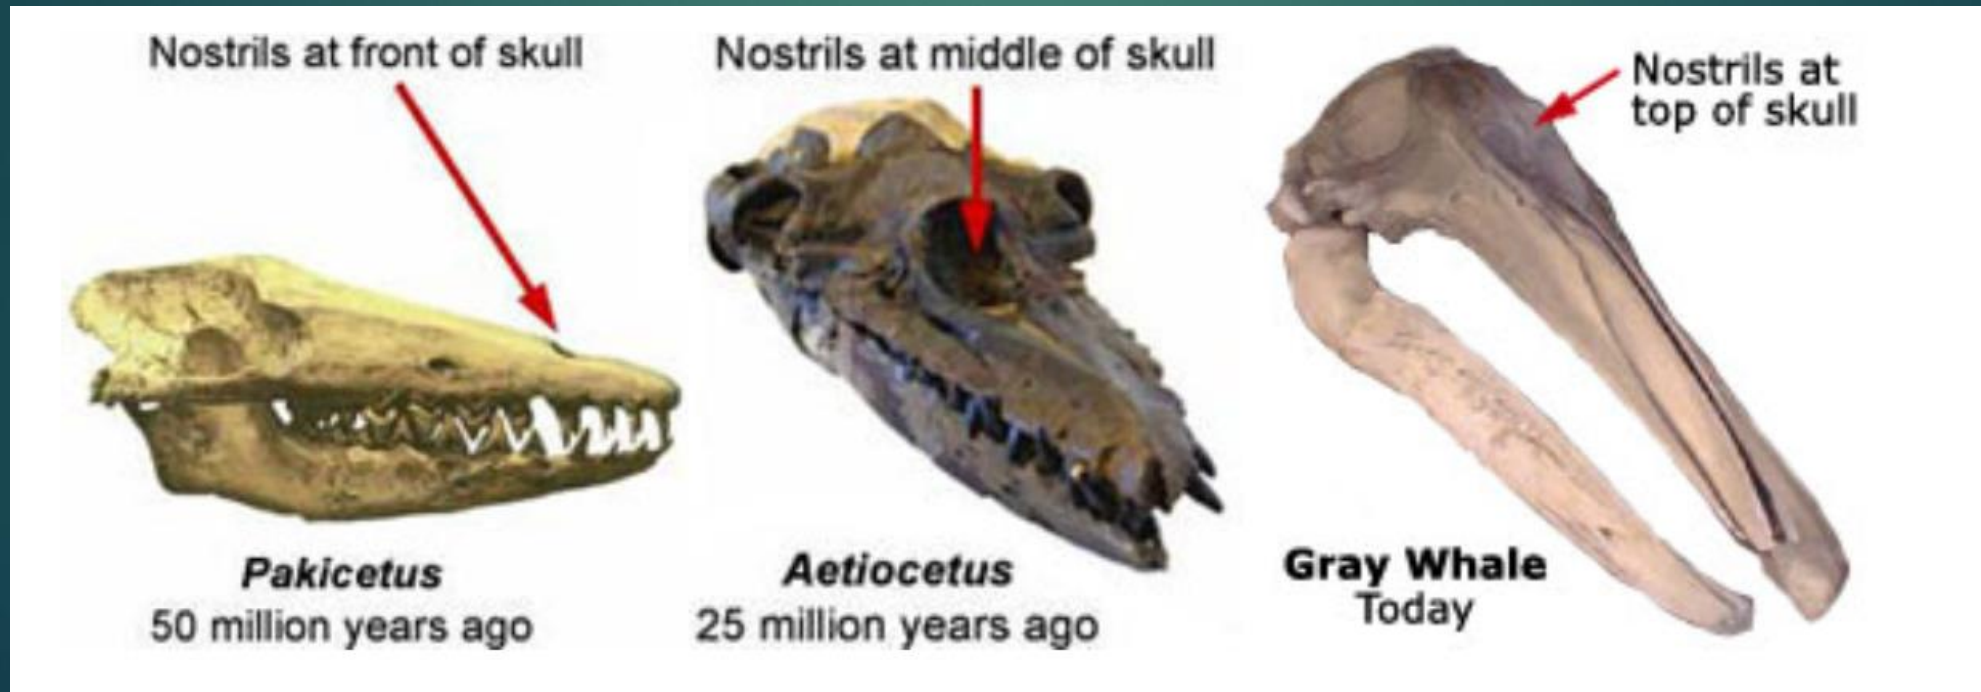 Nostrils at front of skull
Nostrils at middle of skull
Nostrils at
top of skull
Pakicetus
50 million years ago
Aetiocetus
25 million years ago
Gray Whale
Today